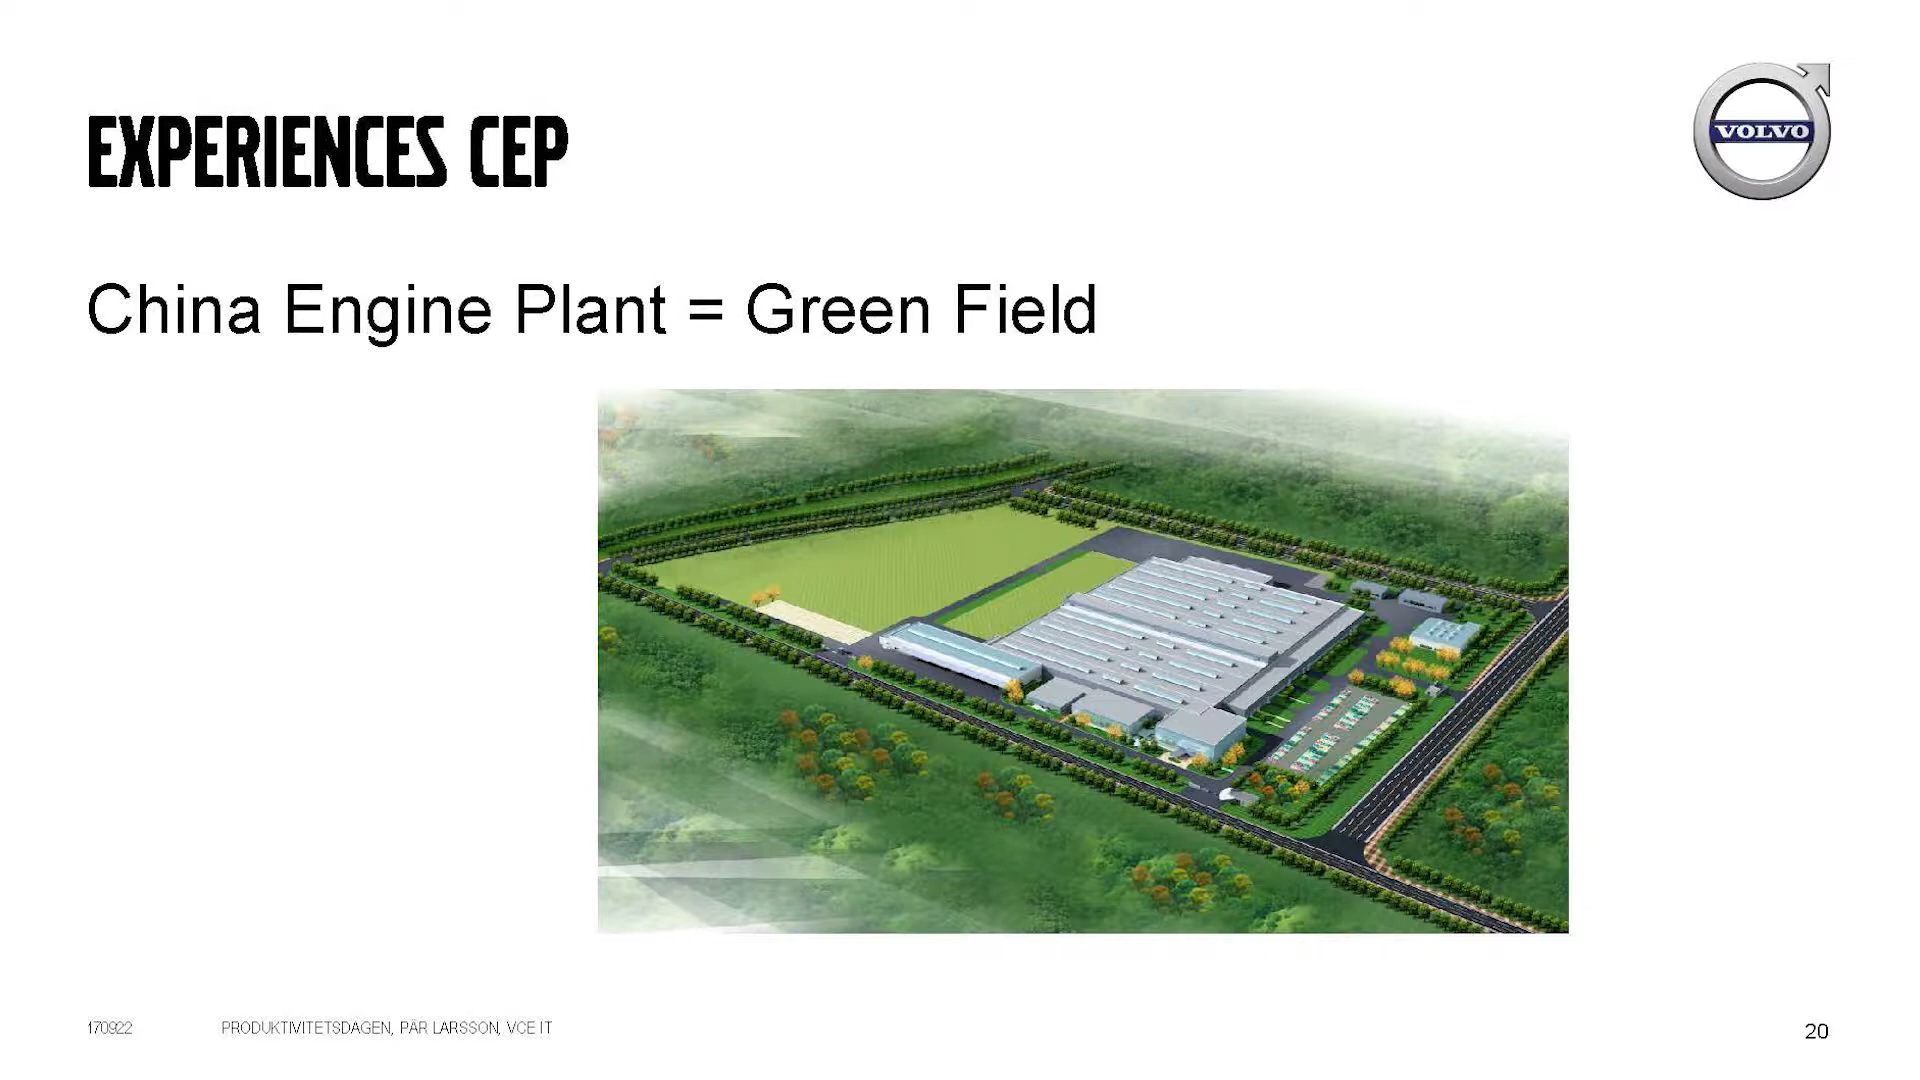 EXPERIENCES CEP
VOLVO
China Engine Plant = Green Field
170922
PRODUKTIVITETSDAGEN, PÄR LARSSON, VCE IT
20